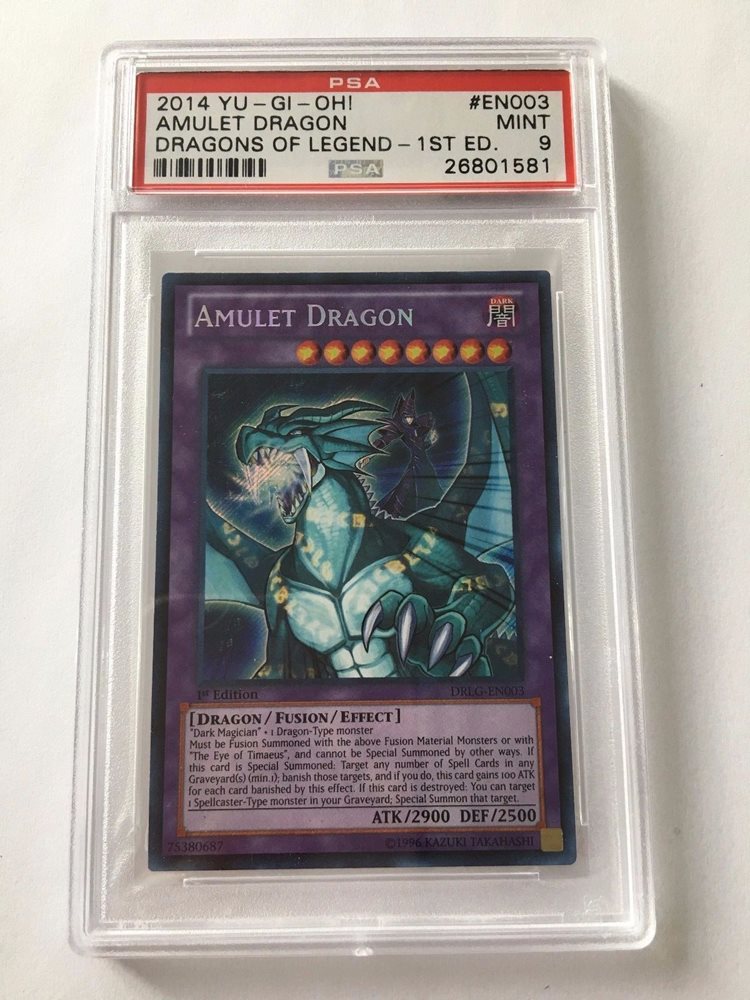 PSA
2014 YU-GI-OH! #EN003
AMULET DRAGON MINT
DRAGONS OF LEGEND - 1ST ED. 9
PSA 26801581
AMULET DRAGON
DARK
闇
1st Edition DRLG-EN003
[DRAGON/FUSION/EFFECT]
"Dark Magician" + 1 Dragon-Type monster
Must be Fusion Summoned with the above Fusion Material Monsters or with
"The Eye of Timaeus", and cannot be Special Summoned by other ways. If
this card is Special Summoned: Target any number of Spell Cards in any
Graveyard(s) (min.1); banish those targets, and if you do, this card gains 100 ATK
for each card banished by this effect. If this card is destroyed: You can target
1 Spellcaster-Type monster in your Graveyard; Special Summon that target.
ATK/2900 DEF/2500
75380687 ©1996 KAZUKI TAKAHASHI